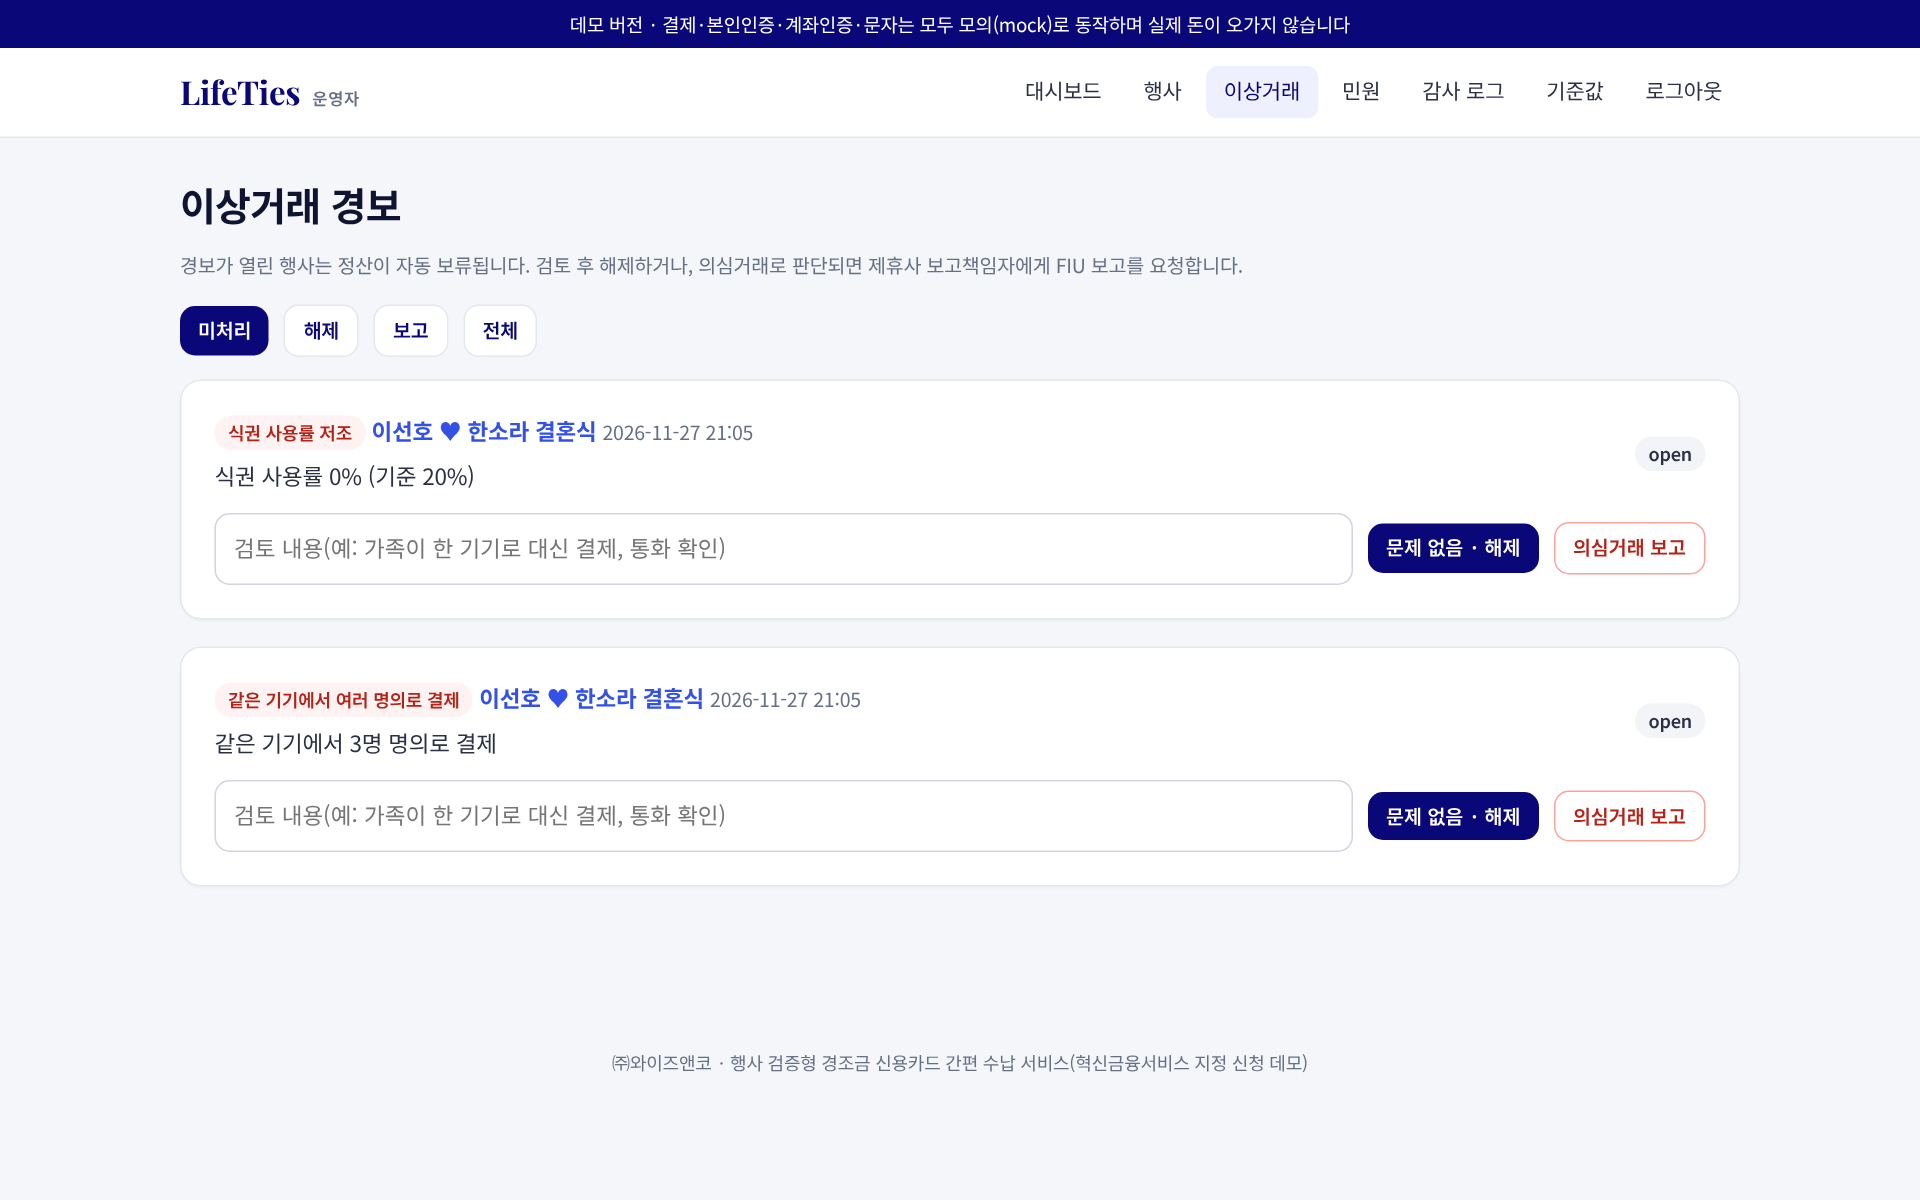 데모 버전 · 결제·본인인증·계좌인증·문자는 모두 모의(mock)로 동작하며 실제 돈이 오가지 않습니다
LifeTies 운영자
대시보드 행사 이상거래 민원 감사 로그 기준값 로그아웃
이상거래 경보
경보가 열린 행사는 정산이 자동 보류됩니다. 검토 후 해제하거나, 의심거래로 판단되면 제휴사 보고책임자에게 FIU 보고를 요청합니다.
미처리 해제 보고 전체
식권 사용률 저조 이선호 ♥ 한소라 결혼식 2026-11-27 21:05
open
식권 사용률 0% (기준 20%)
검토 내용(예: 가족이 한 기기로 대신 결제, 통화 확인) 문제 없음 · 해제 의심거래 보고
같은 기기에서 여러 명의로 결제 이선호 ♥ 한소라 결혼식 2026-11-27 21:05
open
같은 기기에서 3명 명의로 결제
검토 내용(예: 가족이 한 기기로 대신 결제, 통화 확인) 문제 없음 · 해제 의심거래 보고
㈜와이즈앤코 · 행사 검증형 경조금 신용카드 간편 수납 서비스(혁신금융서비스 지정 신청 데모)